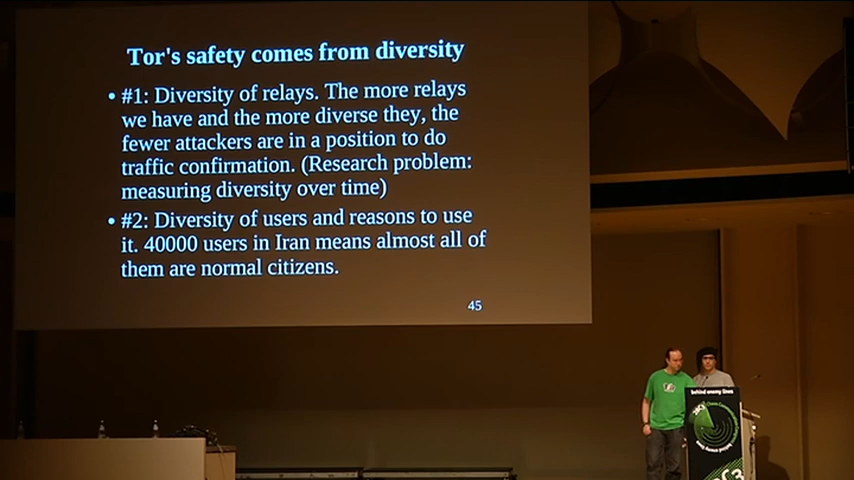 Tor's safety comes from diversity
• #1: Diversity of relays. The more relays
we have and the more diverse they, the
fewer attackers are in a position to do
traffic confirmation. (Research problem:
measuring diversity over time)
• #2: Diversity of users and reasons to use
it. 40000 users in Iran means almost all of
them are normal citizens.
45
behind enemy lines